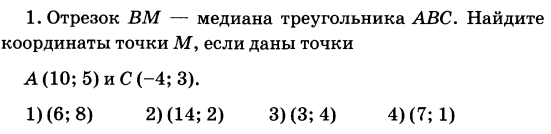 1. Отрезок BM — медиана треугольника ABC. Найдите
координаты точки M, если даны точки
A (10; 5) и C (–4; 3).
1) (6; 8) 2) (14; 2) 3) (3; 4) 4) (7; 1)